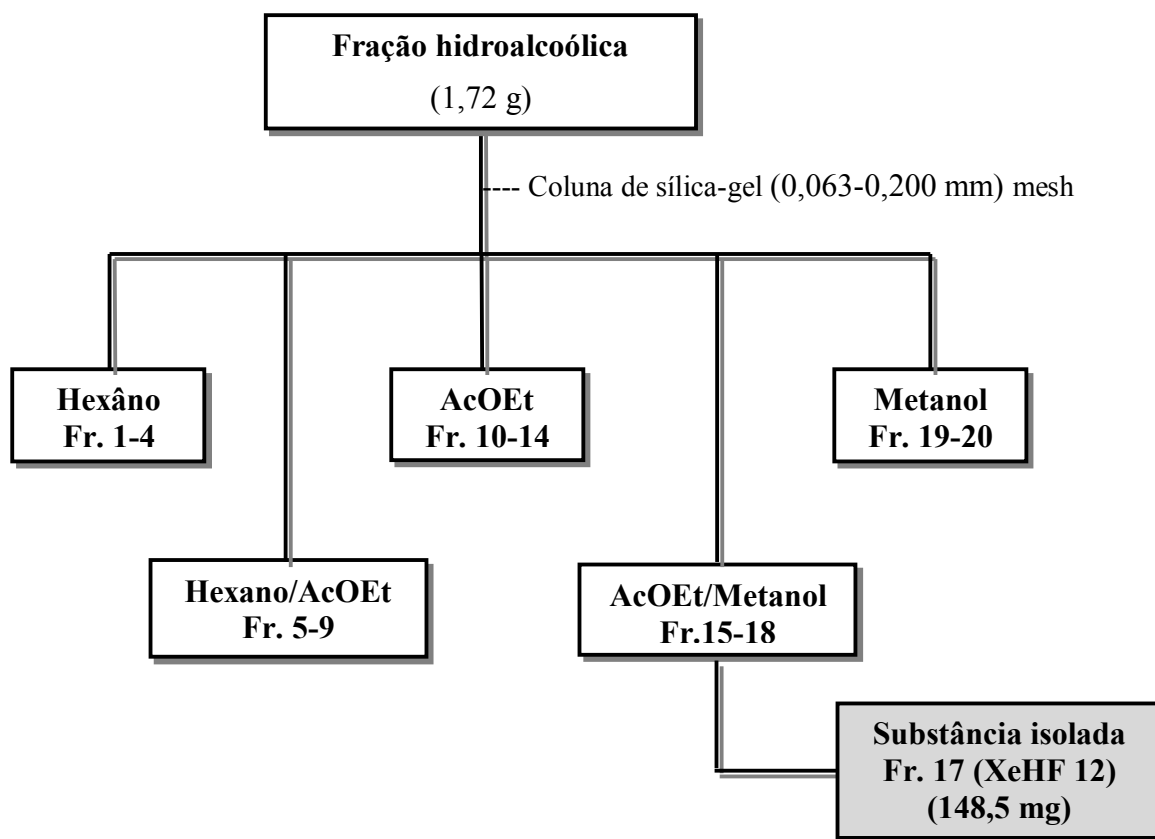 Fração hidroalcoólica
(1,72 g)
---- Coluna de sílica-gel (0,063-0,200 mm) mesh
Hexâno
Fr. 1-4
AcOEt
Fr. 10-14
Metanol
Fr. 19-20
Hexano/AcOEt
Fr. 5-9
AcOEt/Metanol
Fr.15-18
Substância isolada
Fr. 17 (XeHF 12)
(148,5 mg)